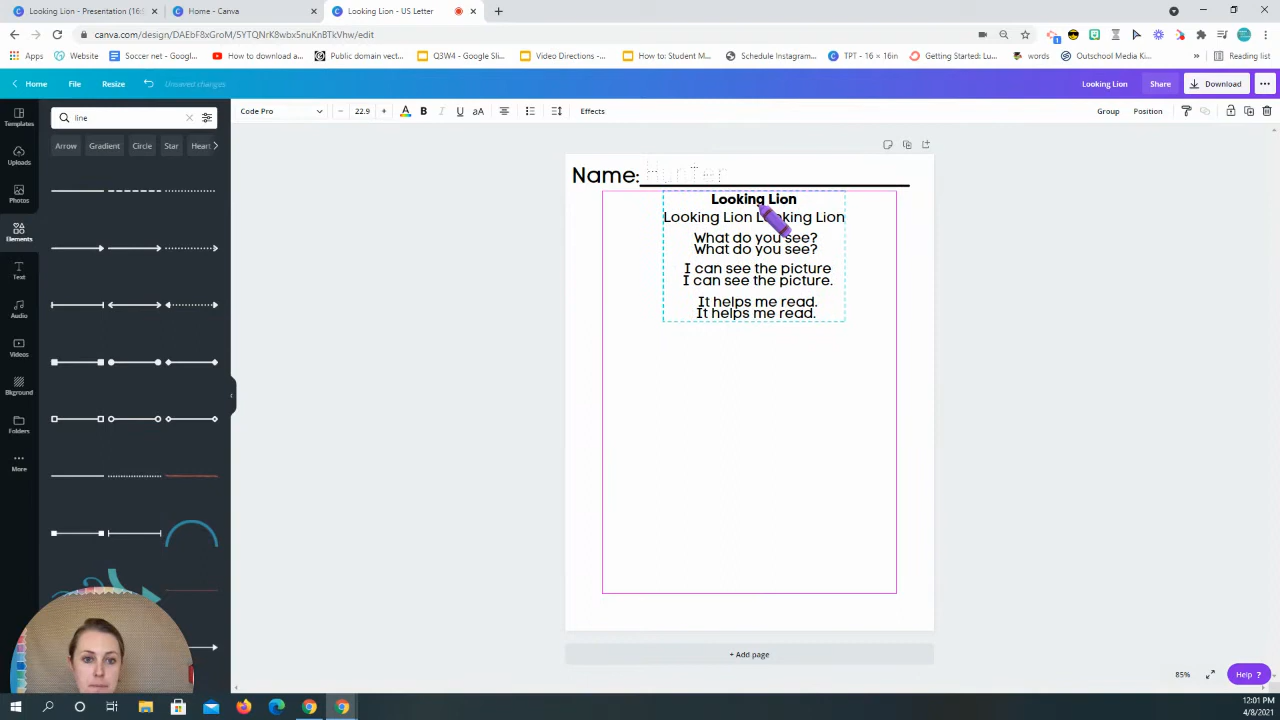 Looking Lion - Presentation (16:
Home - Canva
Looking Lion - US Letter
canva.com/design/DAEbF8xGroM/5YTQNrK8wbx5nuKnBTkVhw/edit
Apps
Website
Soccer net - Googl...
How to download a...
Public domain vect...
Q3W4 - Google Slid...
Video Directions -...
How To: Student M...
Schedule Instagram...
TPT - 16 × 16in
Getting Started: Lu...
words
Outschool Media Ki...
Reading list
Home
File
Resize
Unsaved changes
Looking Lion
Share
Download
Code Pro
22.9
A
B
I
U
aA
Effects
Group
Position
line
Arrow
Gradient
Circle
Star
Heart
Templates
Uploads
Photos
Elements
Text
Audio
Videos
Bkground
Folders
More
Name:
Looking Lion
Looking Lion Looking Lion
What do you see?
What do you see?
I can see the picture
I can see the picture.
It helps me read.
It helps me read.
+ Add page
85%
Help ?
12:01 PM
4/8/2021